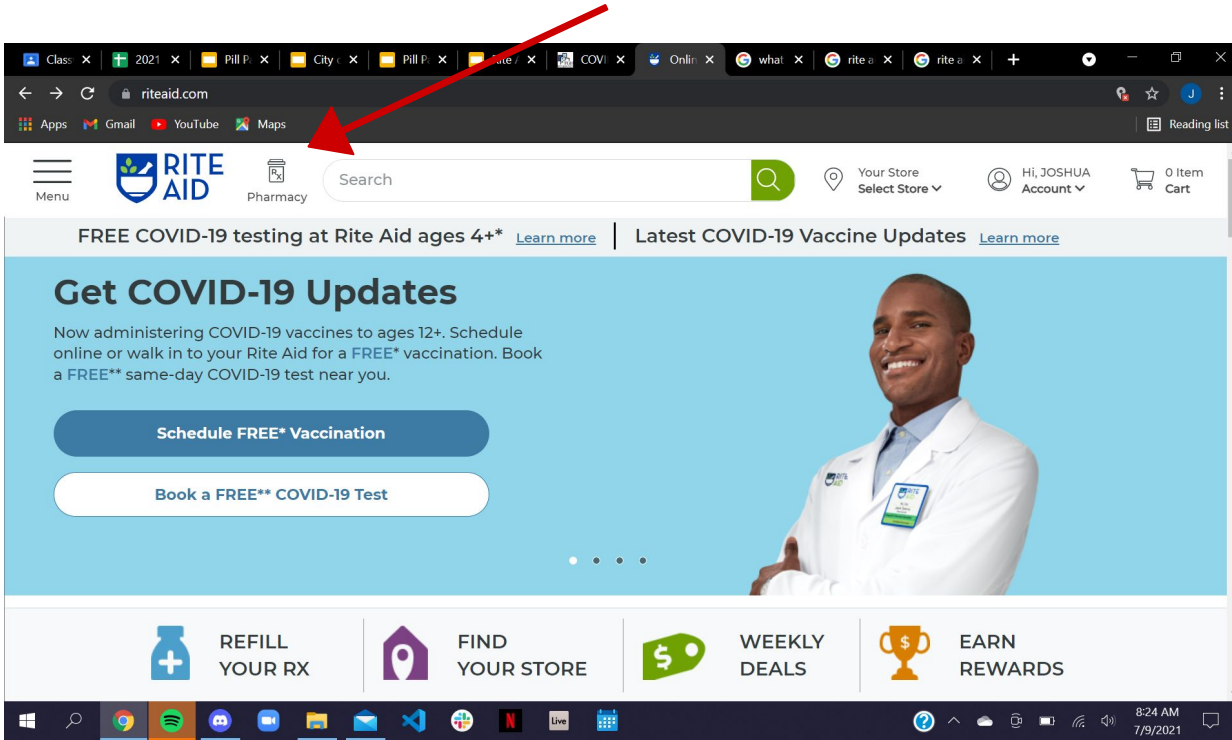 Class
2021
Pill P
City
Pill P
COVI
Onlin
what
rite a
rite a
riteaid.com
J
Apps
Gmail
YouTube
Maps
Reading list
Menu
RITE
AID
Pharmacy
Search
Your Store
Select Store
Hi, JOSHUA
Account
0 Item
Cart
FREE COVID-19 testing at Rite Aid ages 4+* Learn more
Latest COVID-19 Vaccine Updates Learn more
Get COVID-19 Updates
Now administering COVID-19 vaccines to ages 12+. Schedule
online or walk in to your Rite Aid for a FREE* vaccination. Book
a FREE** same-day COVID-19 test near you.
Schedule FREE* Vaccination
Book a FREE** COVID-19 Test
RITE
AID
RITE
AID
REFILL
YOUR RX
FIND
YOUR STORE
WEEKLY
DEALS
EARN
REWARDS
Live
8:24 AM
7/9/2021